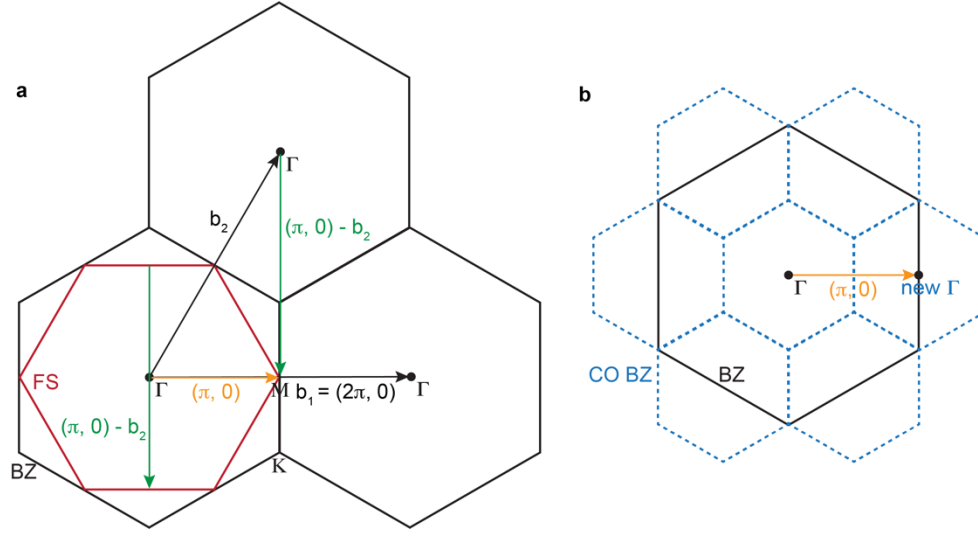 a
Γ
b₂
(π, 0) - b₂
FS
Γ
(π, 0)
M
b₁ = (2π, 0)
Γ
(π, 0) - b₂
BZ
K
b
Γ
(π, 0)
new Γ
CO BZ
BZ